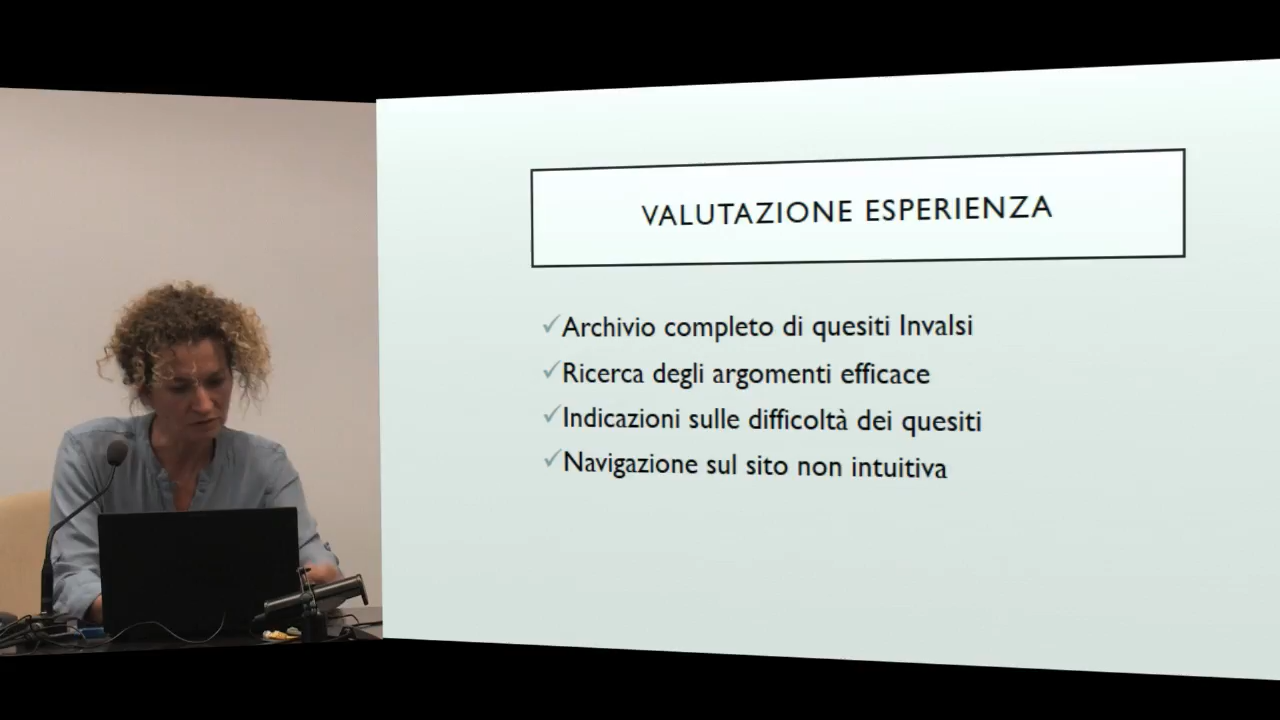 VALUTAZIONE ESPERIENZA
Archivio completo di quesiti Invalsi
Ricerca degli argomenti efficace
Indicazioni sulle difficoltà dei quesiti
Navigazione sul sito non intuitiva